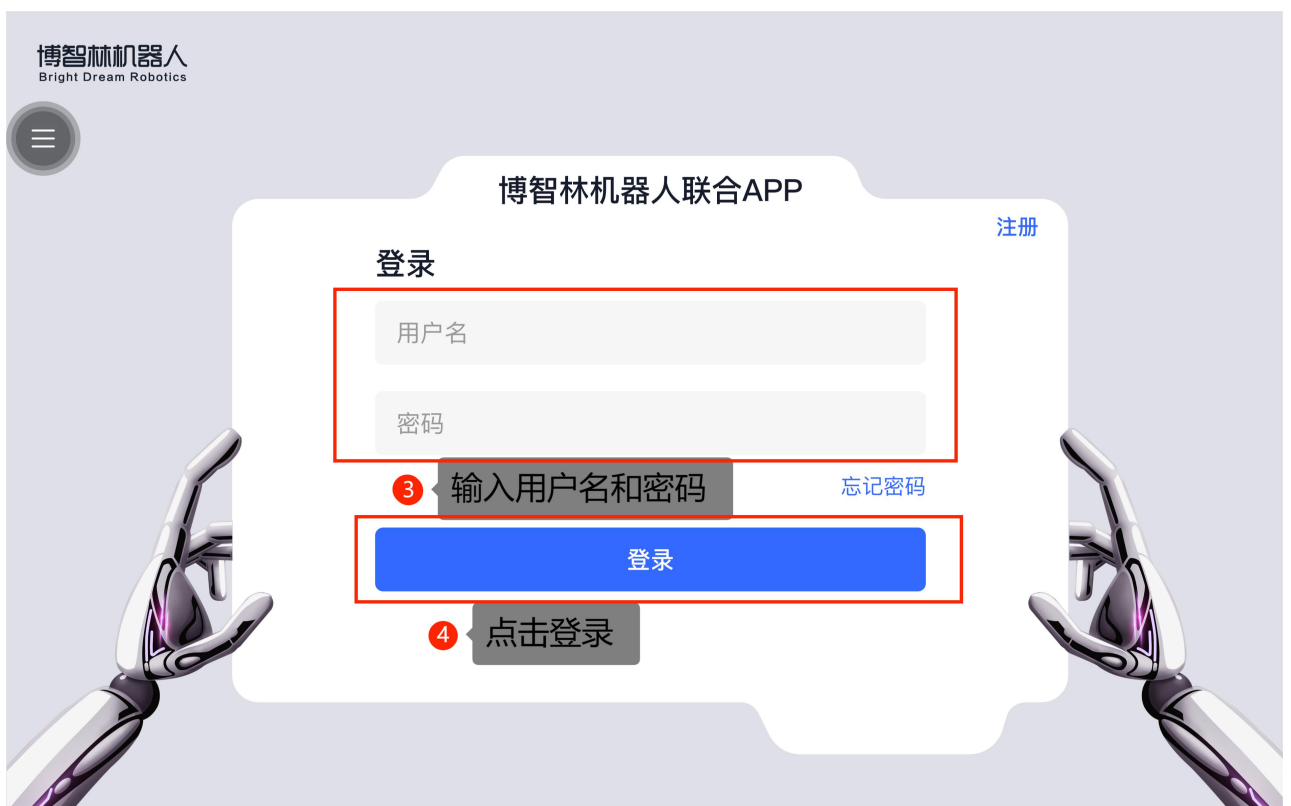 博智林机器人
Bright Dream Robotics
博智林机器人联合APP
注册
登录
用户名
密码
3 输入用户名和密码
忘记密码
登录
4 点击登录